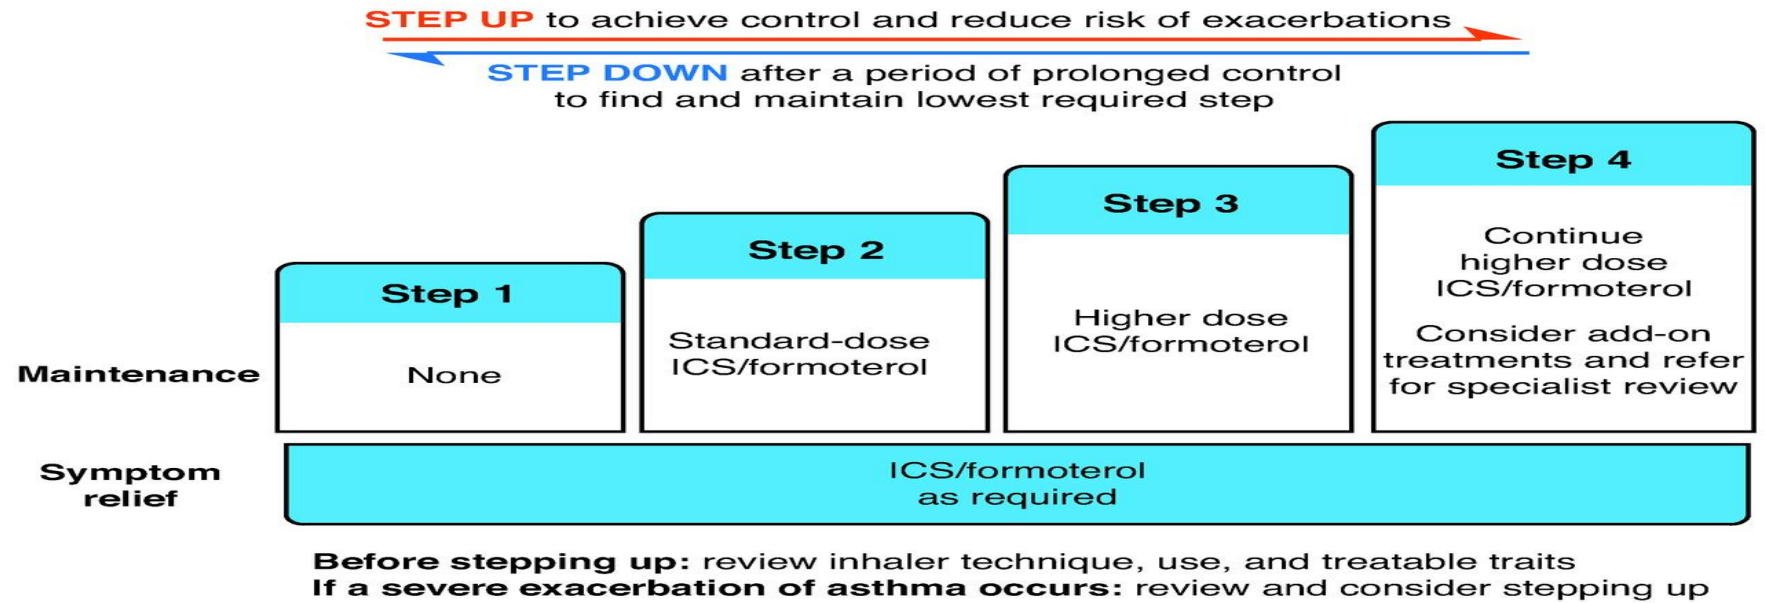 STEP UP to achieve control and reduce risk of exacerbations
STEP DOWN after a period of prolonged control
to find and maintain lowest required step
Step 1
Step 2
Step 3
Step 4
Maintenance
None
Standard-dose
ICS/formoterol
Higher dose
ICS/formoterol
Continue
higher dose
ICS/formoterol
Consider add-on
treatments and refer
for specialist review
Symptom
relief
ICS/formoterol
as required
Before stepping up: review inhaler technique, use, and treatable traits
If a severe exacerbation of asthma occurs: review and consider stepping up